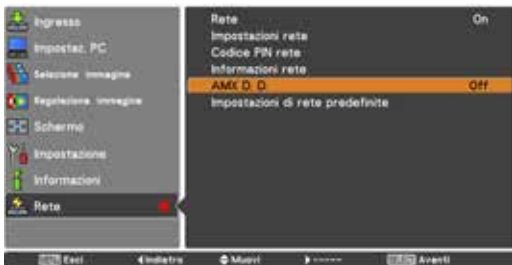 Ingresso
Impostaz. PC
Selezione immagine
Regolazione immagine
Schermo
Impostazione
Informazioni
Rete
Rete On
Impostazioni rete
Codice PIN rete
Informazioni rete
AMX D. D. Off
Impostazioni di rete predefinite
Esci Indietro Muovi ----- SELECT Avanti